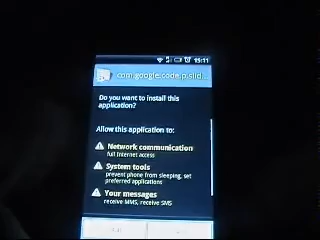 15:11
com.google.code.p.slid...
Do you want to install this
application?
Allow this application to:
Network communication
full Internet access
System tools
prevent phone from sleeping, set
preferred applications
Your messages
receive MMS, receive SMS